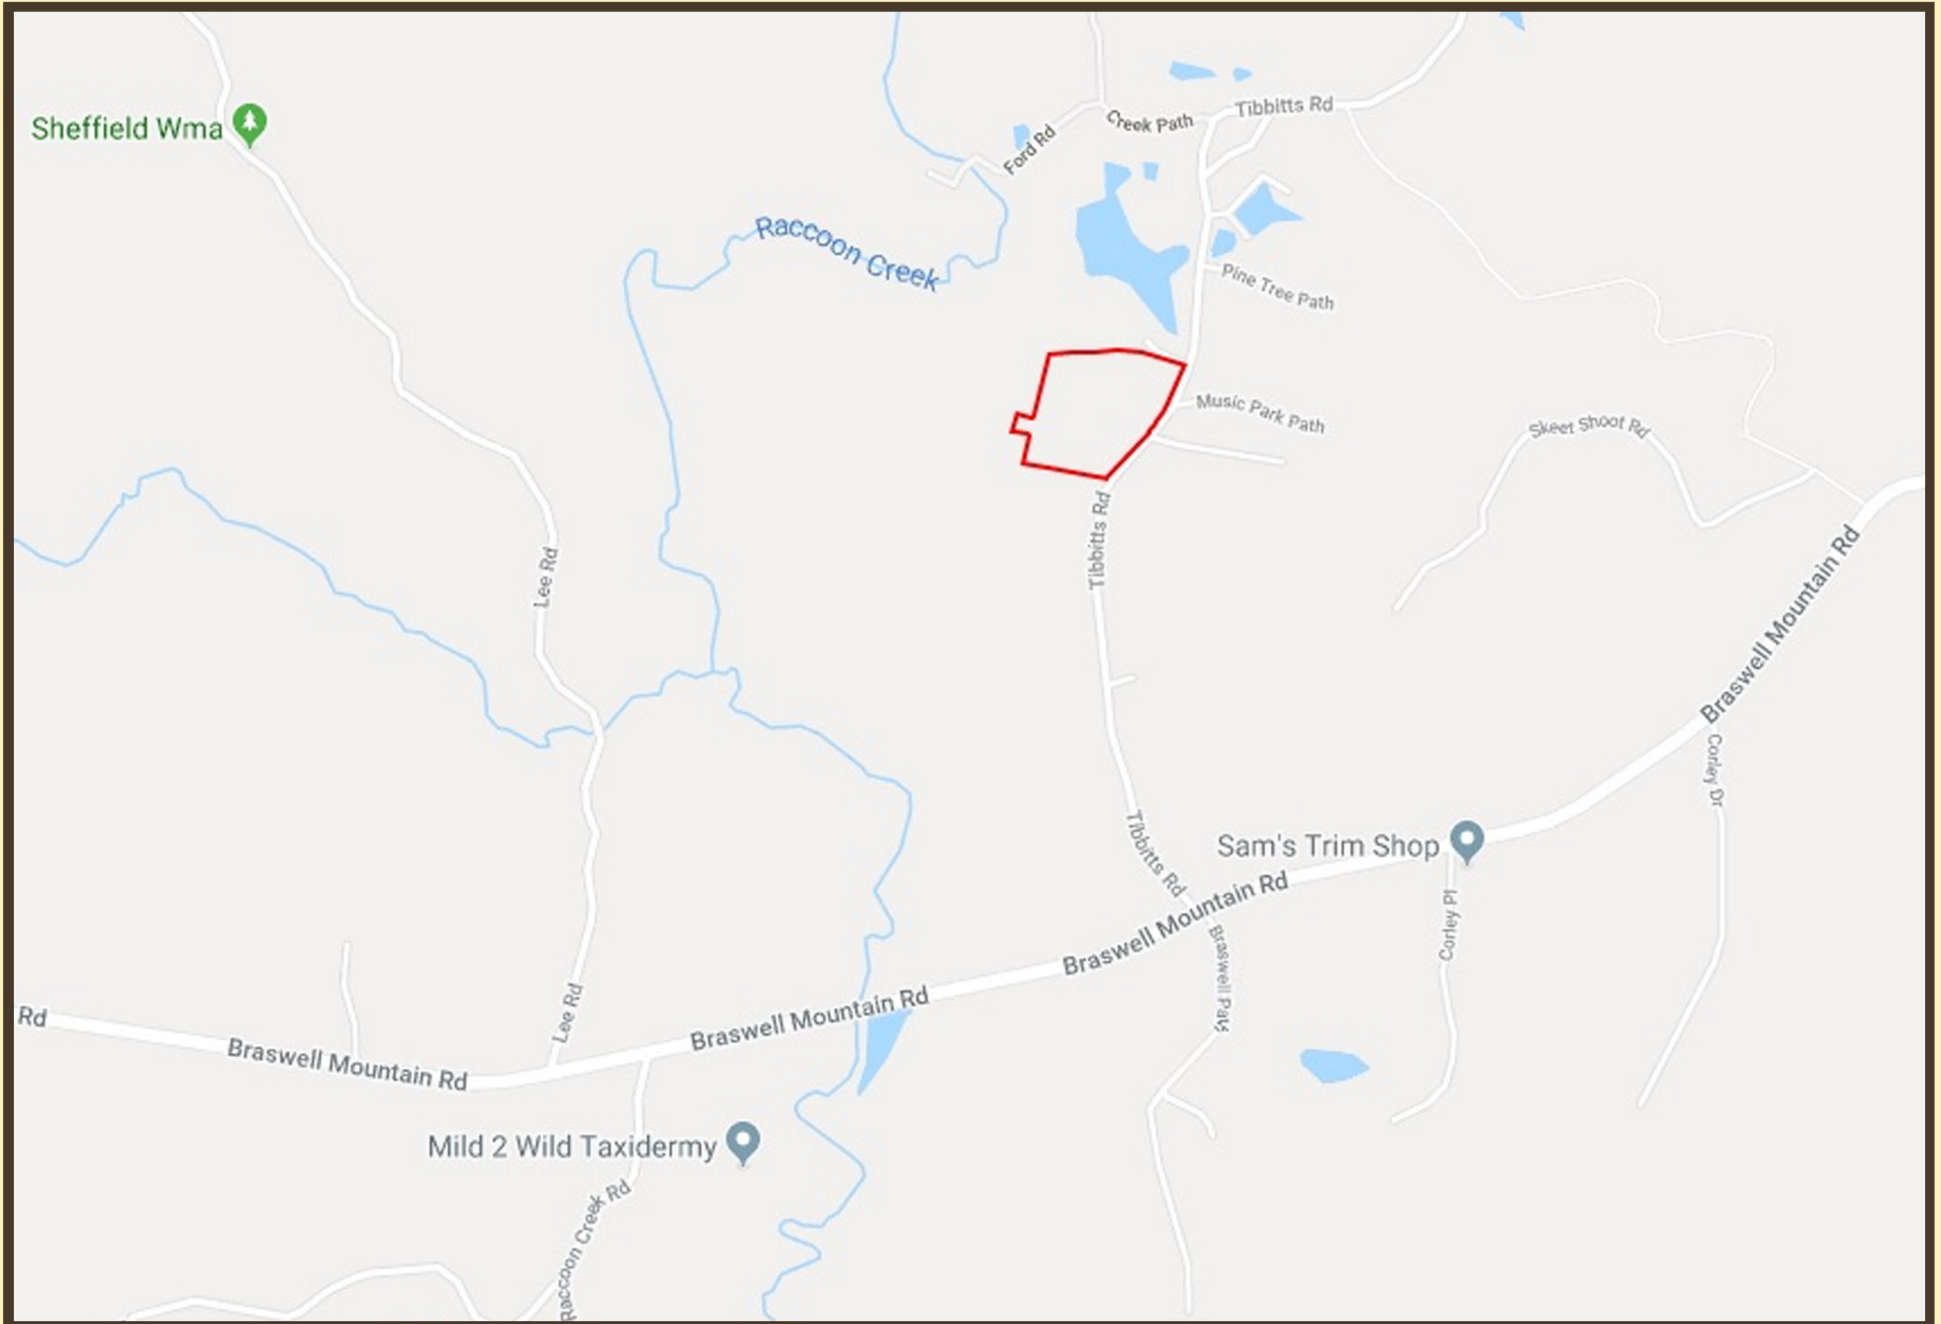 Tibbitts Rd
Creek Path
Sheffield Wma
Ford Rd
Raccoon Creek
Pine Tree Path
Music Park Path
Skeet Shoot Rd
Tibbitts Rd
Lee Rd
Braswell Mountain Rd
Corley Dr
Tibbitts Rd
Sam's Trim Shop
Braswell Mountain Rd
Corley Pl
Braswell Path
Lee Rd
Braswell Mountain Rd
Rd
Braswell Mountain Rd
Mild 2 Wild Taxidermy
Raccoon Creek Rd